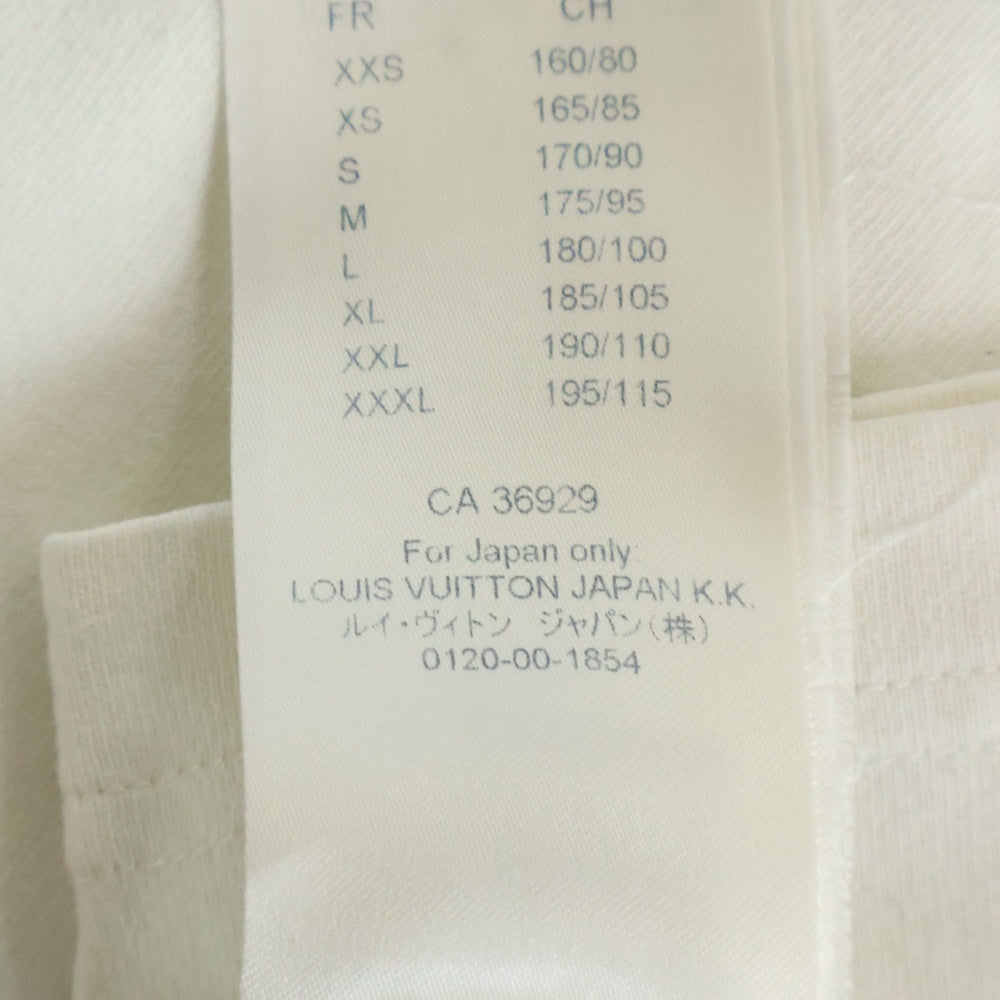 FR CH
XXS 160/80
XS 165/85
S 170/90
M 175/95
L 180/100
XL 185/105
XXL 190/110
XXXL 195/115
CA 36929
For Japan only:
LOUIS VUITTON JAPAN K.K.
ルイ・ヴィトン ジャパン(株)
0120-00-1854